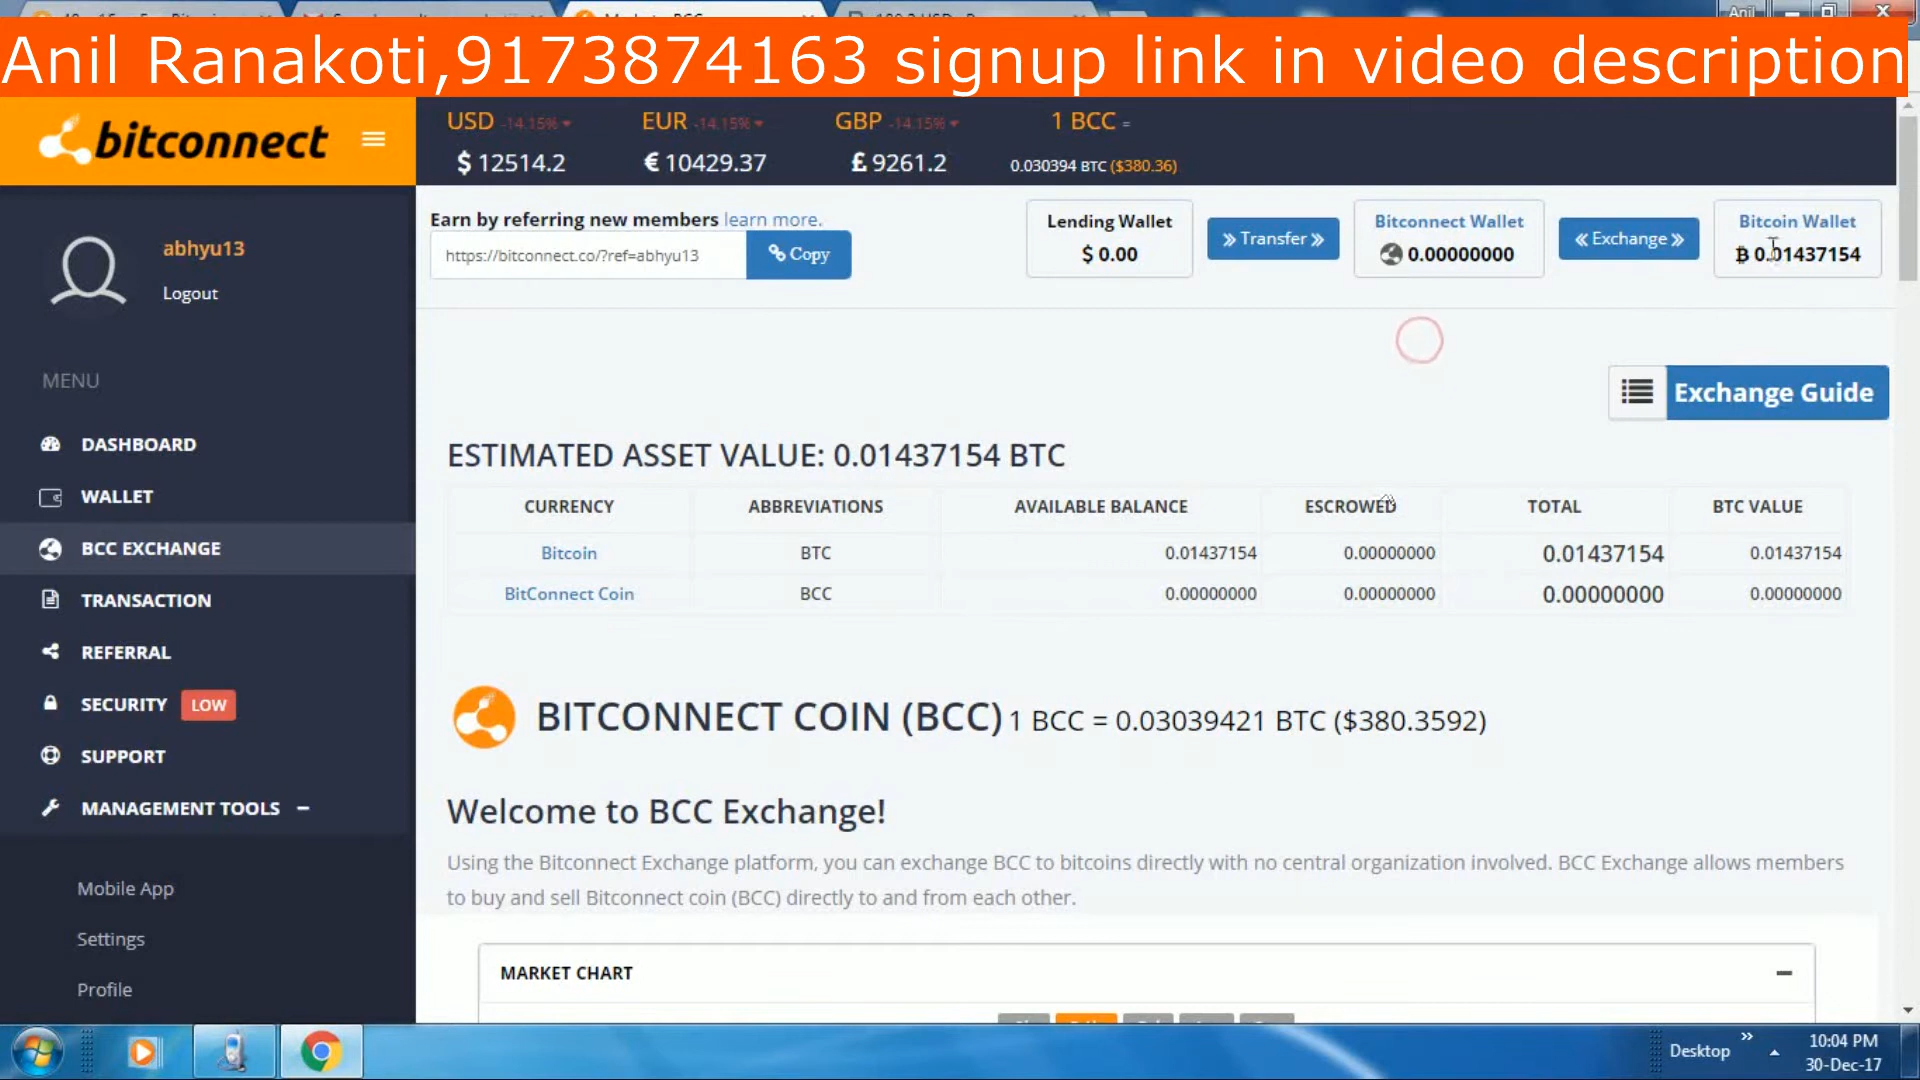 Anil
Anil Ranakoti,9173874163 signup link in video description
bitconnect
USD -14.15%
EUR -14.15%
GBP -14.15%
1 BCC =
$ 12514.2
€ 10429.37
£ 9261.2
0.030394 BTC ($380.36)
Earn by referring new members learn more.
https://bitconnect.co/?ref=abhyu13
Copy
Lending Wallet
$ 0.00
» Transfer »
Bitconnect Wallet
0.00000000
« Exchange »
Bitcoin Wallet
0.01437154
abhyu13
Logout
MENU
DASHBOARD
WALLET
BCC EXCHANGE
TRANSACTION
REFERRAL
SECURITY LOW
SUPPORT
MANAGEMENT TOOLS −
Mobile App
Settings
Profile
Exchange Guide
ESTIMATED ASSET VALUE: 0.01437154 BTC
CURRENCY ABBREVIATIONS AVAILABLE BALANCE ESCROWED TOTAL BTC VALUE
Bitcoin BTC 0.01437154 0.00000000 0.01437154 0.01437154
BitConnect Coin BCC 0.00000000 0.00000000 0.00000000 0.00000000
BITCONNECT COIN (BCC) 1 BCC = 0.03039421 BTC ($380.3592)
Welcome to BCC Exchange!
Using the Bitconnect Exchange platform, you can exchange BCC to bitcoins directly with no central organization involved. BCC Exchange allows members
to buy and sell Bitconnect coin (BCC) directly to and from each other.
MARKET CHART
Desktop »
10:04 PM
30-Dec-17